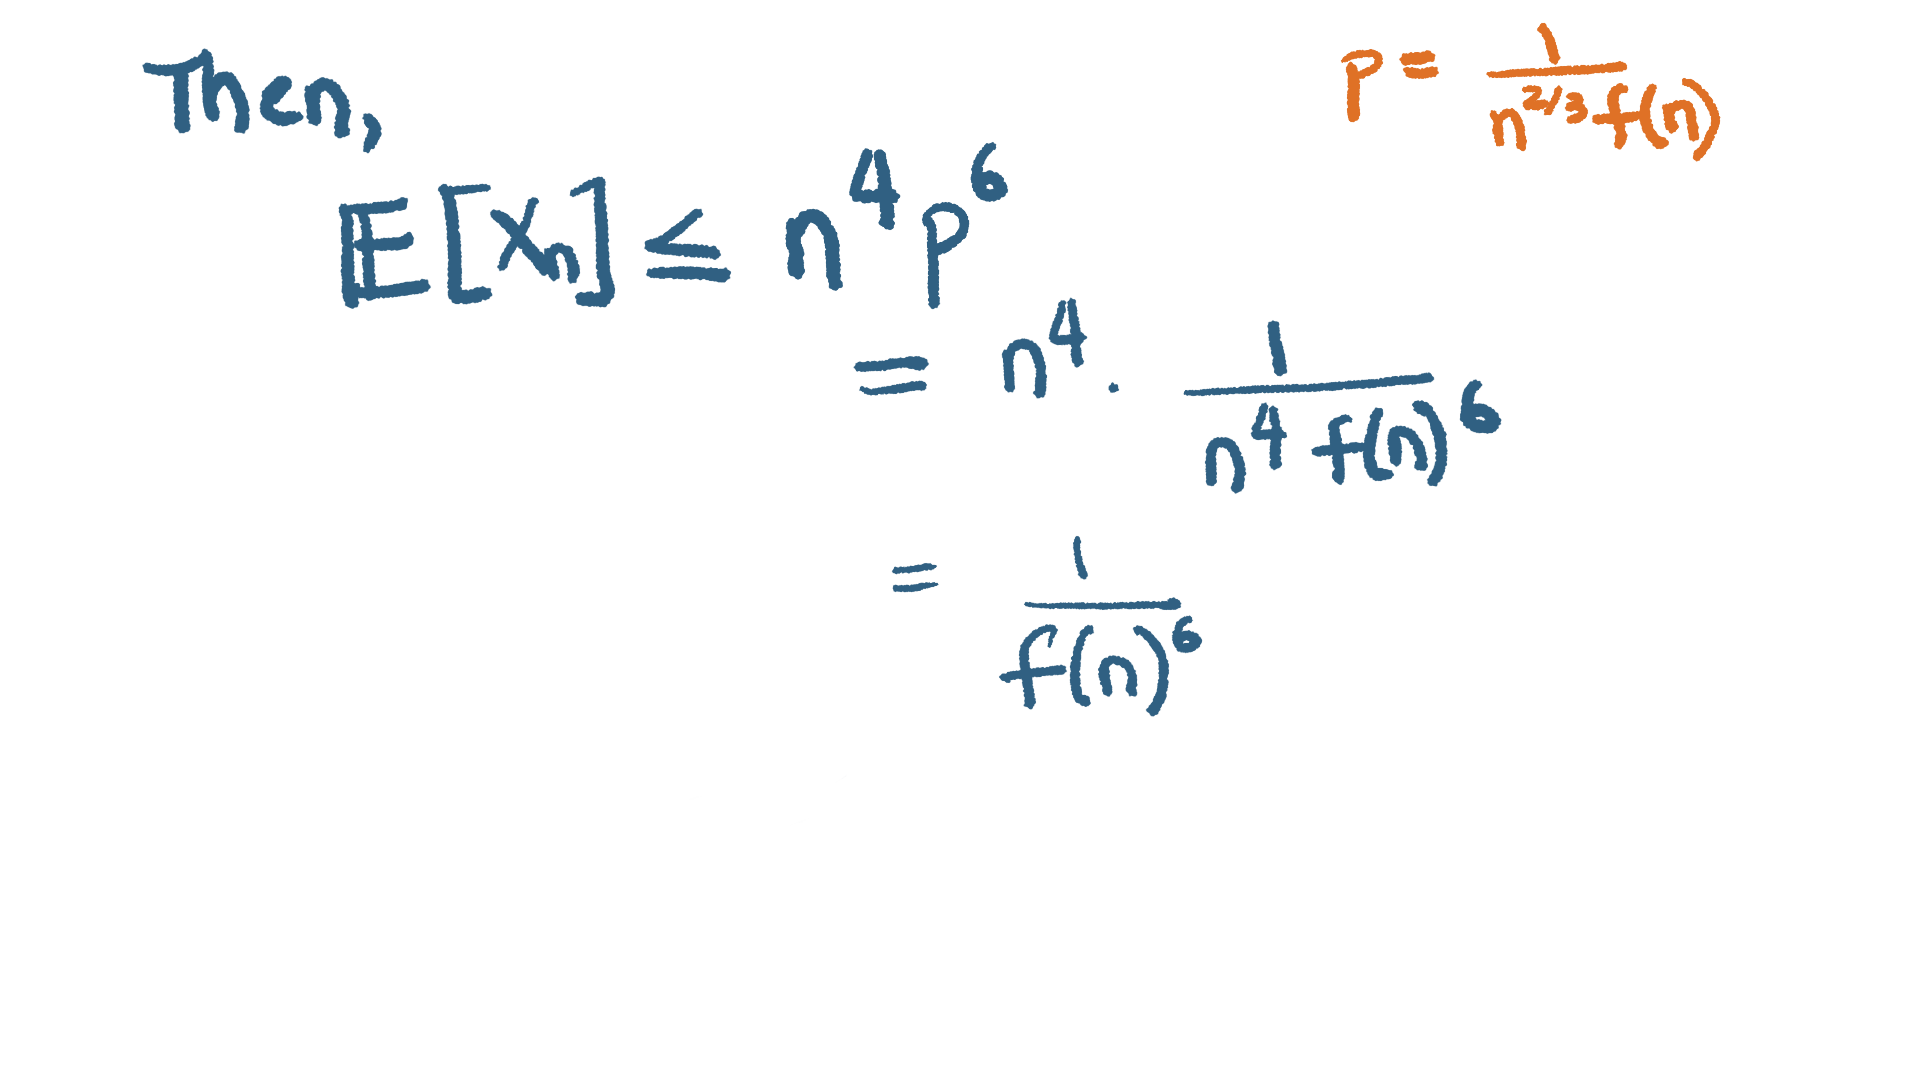 Then,
p = 1 / n^{2/3} f(n)
E[X_n] ≤ n^4 p^6
= n^4 · 1 / n^4 f(n)^6
= 1 / f(n)^6